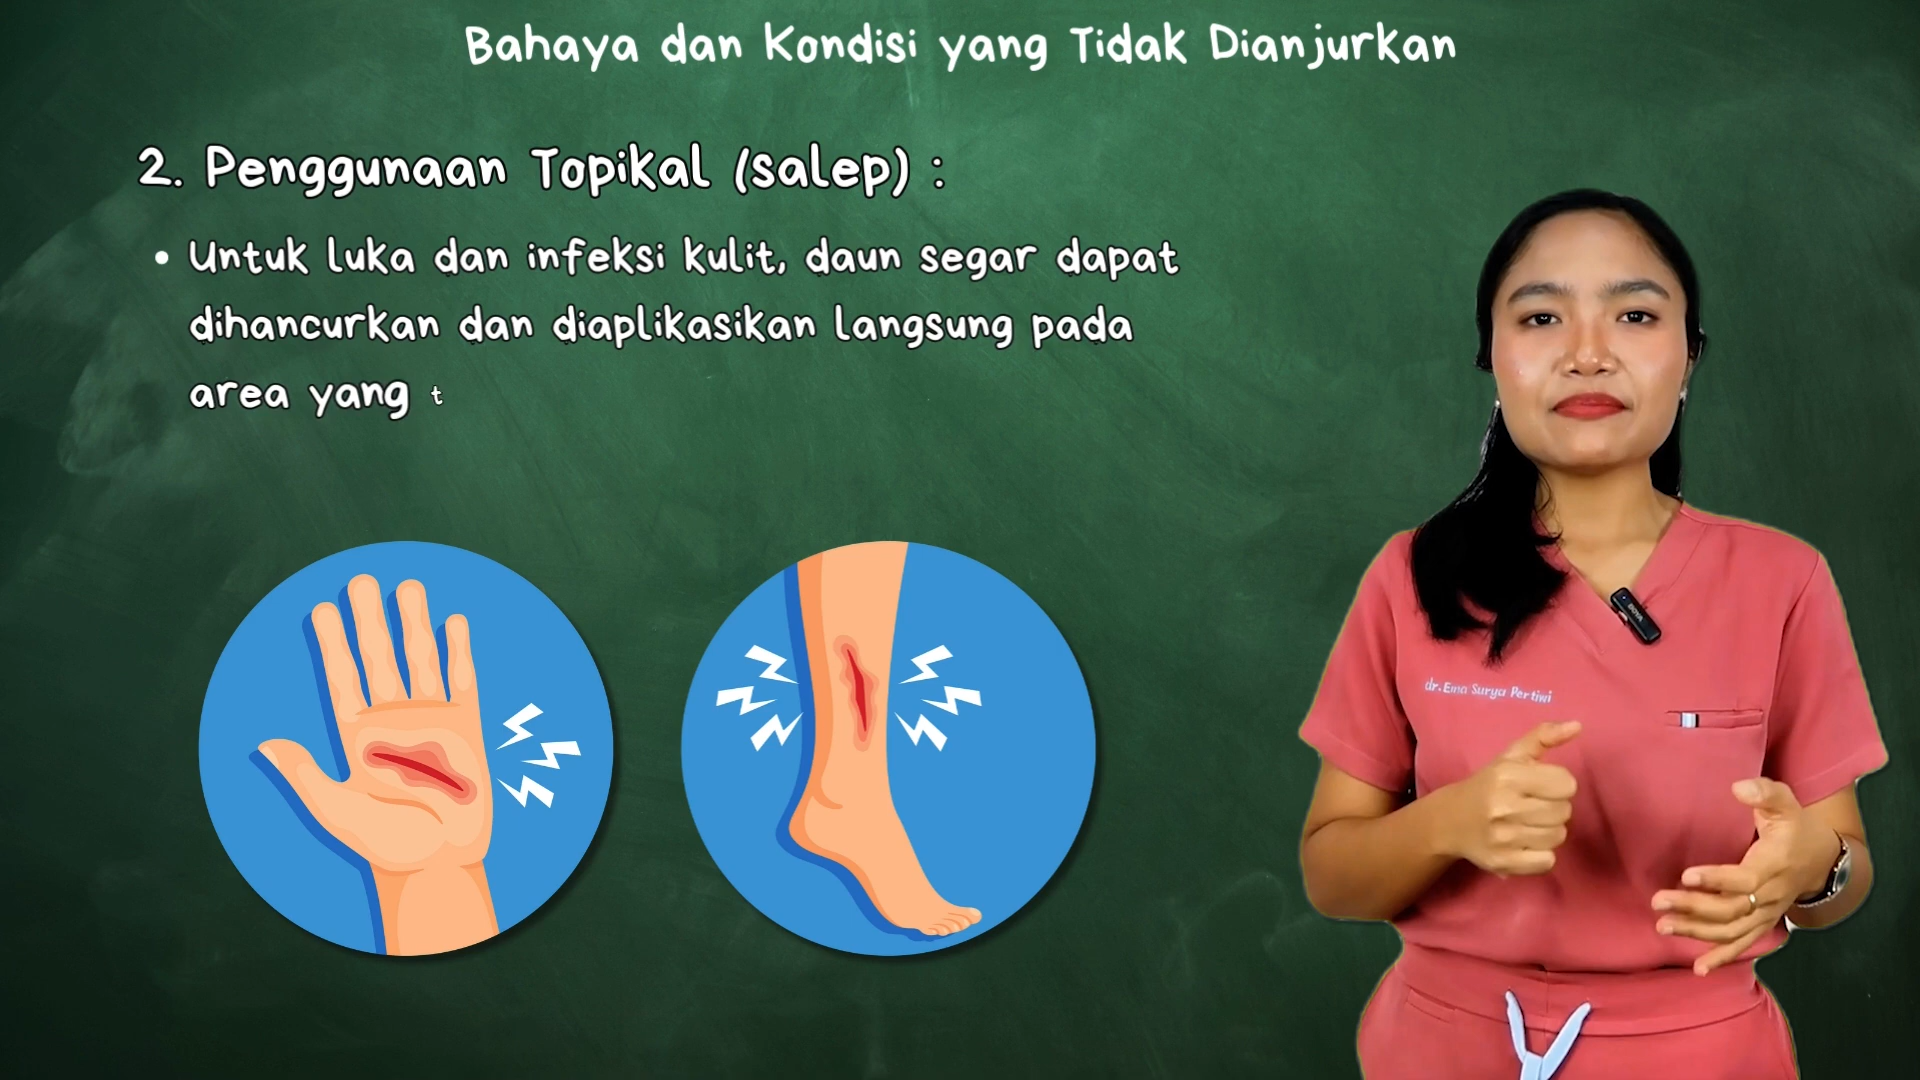 Bahaya dan Kondisi yang Tidak Dianjurkan
2. Penggunaan Topikal (salep) :
• Untuk luka dan infeksi kulit, daun segar dapat
dihancurkan dan diaplikasikan langsung pada
area yang t
BOYA
dr.Ema Surya Pertiwi